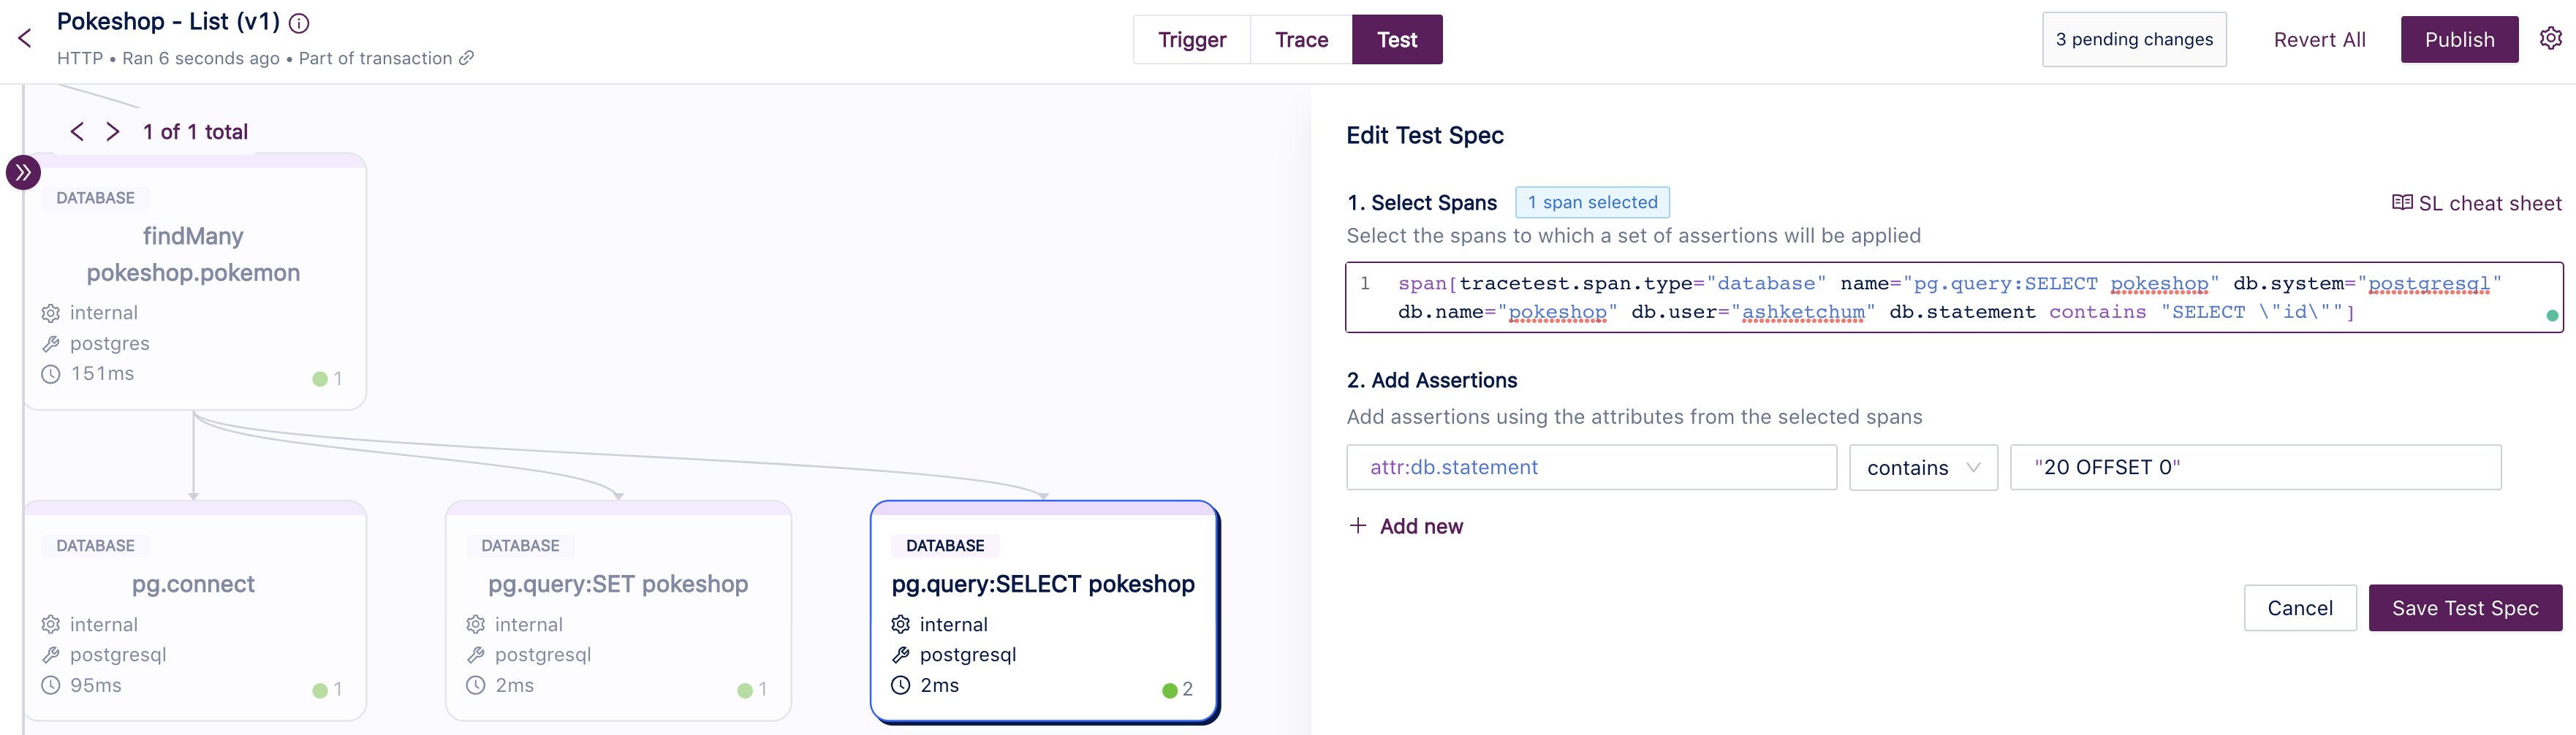 Pokeshop - List (v1)
HTTP • Ran 6 seconds ago • Part of transaction
Trigger
Trace
Test
3 pending changes
Revert All
Publish
1 of 1 total
DATABASE
findMany
pokeshop.pokemon
internal
postgres
151ms
1
DATABASE
pg.connect
internal
postgresql
95ms
1
DATABASE
pg.query:SET pokeshop
internal
postgresql
2ms
1
DATABASE
pg.query:SELECT pokeshop
internal
postgresql
2ms
2
Edit Test Spec
1. Select Spans
1 span selected
SL cheat sheet
Select the spans to which a set of assertions will be applied
1 span[tracetest.span.type="database" name="pg.query:SELECT pokeshop" db.system="postgresql"
db.name="pokeshop" db.user="ashketchum" db.statement contains "SELECT \"id\""]
2. Add Assertions
Add assertions using the attributes from the selected spans
attr:db.statement
contains
"20 OFFSET 0"
+ Add new
Cancel
Save Test Spec